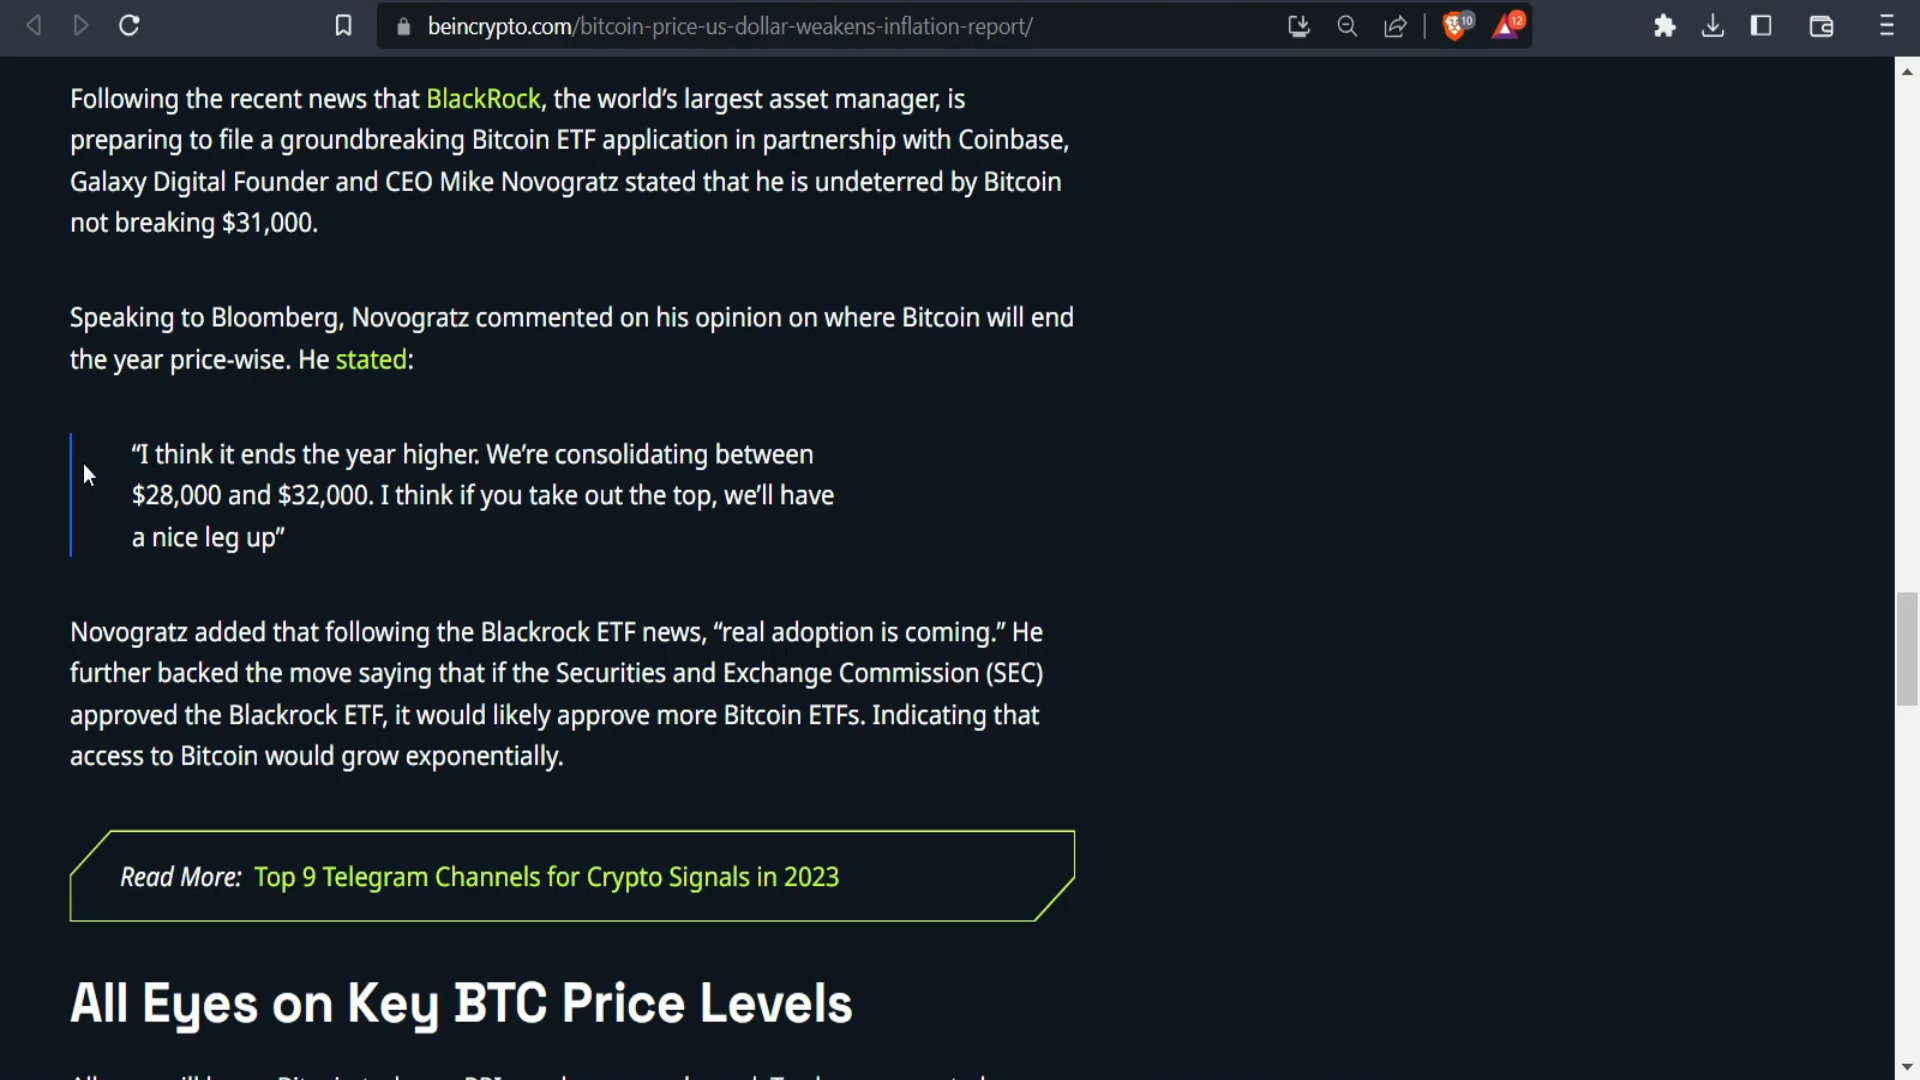 beincrypto.com/bitcoin-price-us-dollar-weakens-inflation-report/
10
12
Following the recent news that BlackRock, the world’s largest asset manager, is
preparing to file a groundbreaking Bitcoin ETF application in partnership with Coinbase,
Galaxy Digital Founder and CEO Mike Novogratz stated that he is undeterred by Bitcoin
not breaking $31,000.
Speaking to Bloomberg, Novogratz commented on his opinion on where Bitcoin will end
the year price-wise. He stated:
“I think it ends the year higher. We’re consolidating between
$28,000 and $32,000. I think if you take out the top, we’ll have
a nice leg up”
Novogratz added that following the Blackrock ETF news, “real adoption is coming.” He
further backed the move saying that if the Securities and Exchange Commission (SEC)
approved the Blackrock ETF, it would likely approve more Bitcoin ETFs. Indicating that
access to Bitcoin would grow exponentially.
Read More: Top 9 Telegram Channels for Crypto Signals in 2023
All Eyes on Key BTC Price Levels